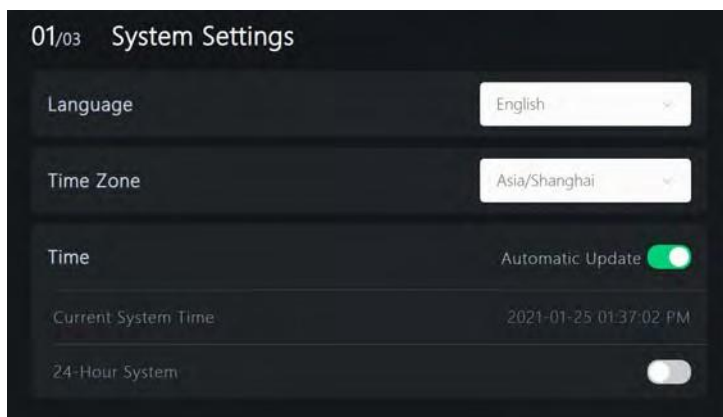 01/03 System Settings
Language English
Time Zone Asia/Shanghai
Time Automatic Update
Current System Time 2021-01-25 01:37:02 PM
24-Hour System